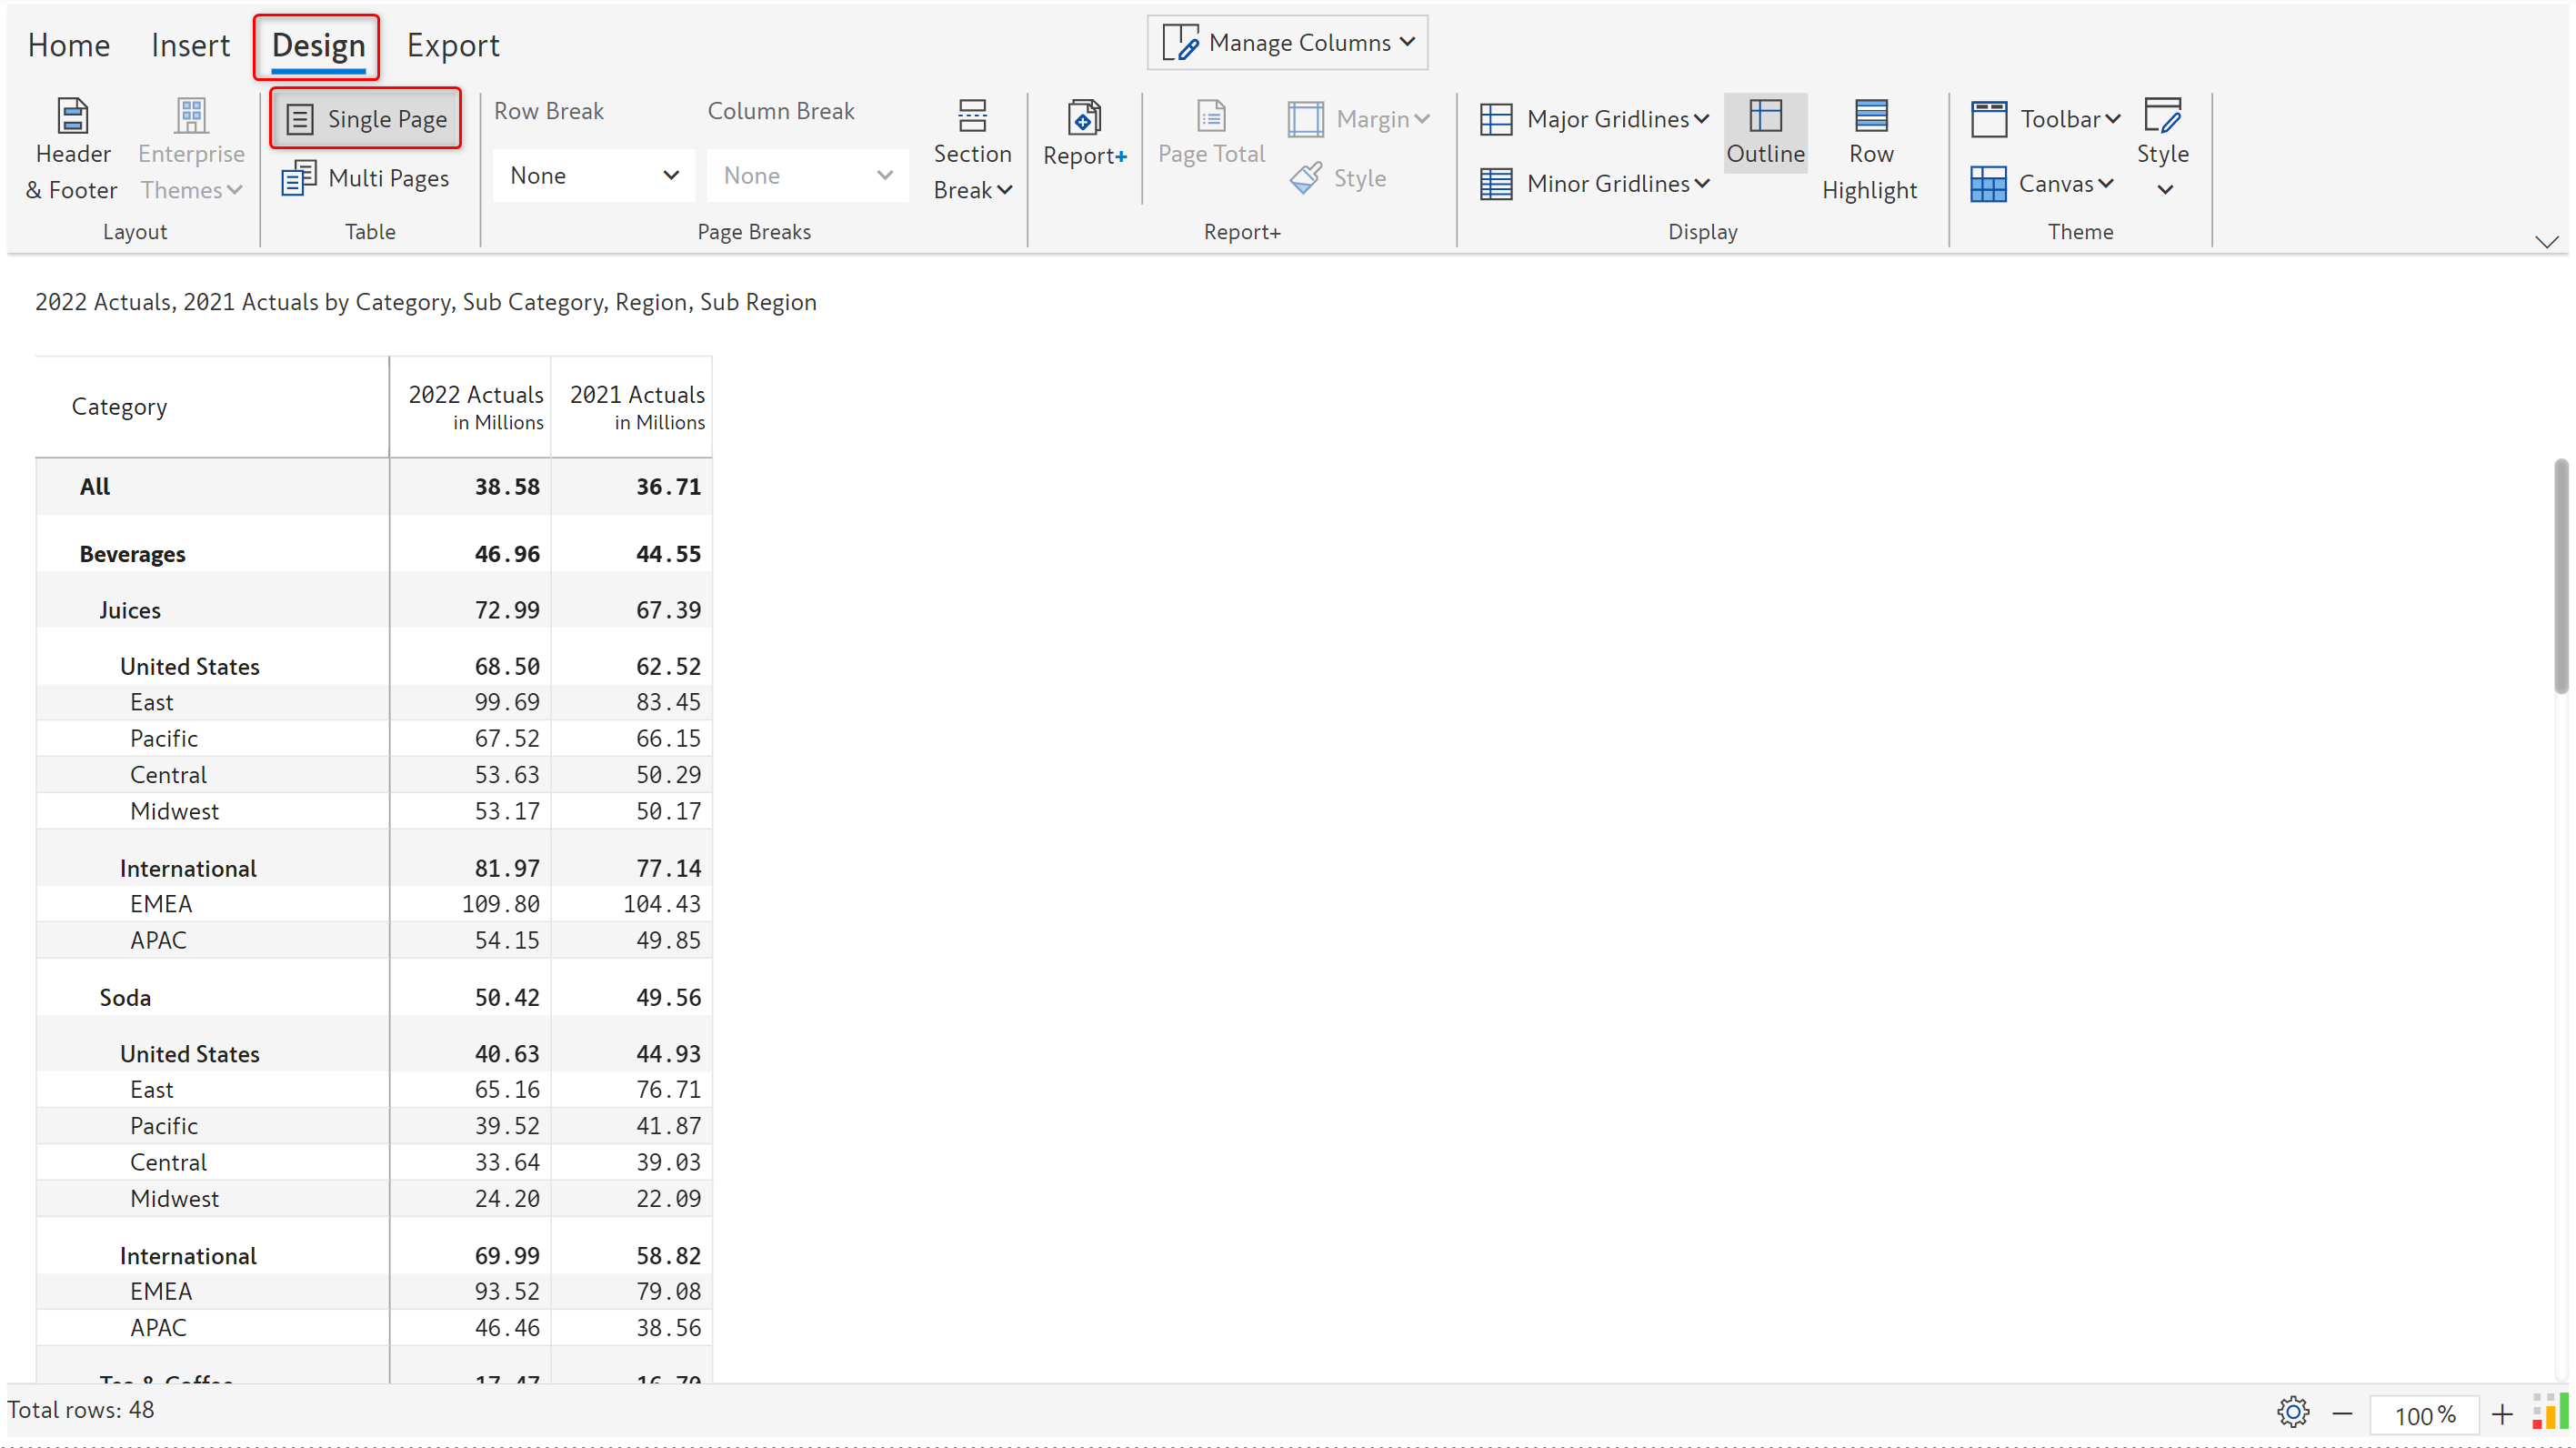 Home Insert Design Export Manage Columns
Header & Footer
Enterprise Themes
Layout
Single Page
Multi Pages
Table
Row Break Column Break
None None
Section Break
Page Breaks
Report+
Page Total
Margin
Style
Report+
Major Gridlines
Minor Gridlines
Outline
Row Highlight
Display
Toolbar
Canvas
Style
Theme
2022 Actuals, 2021 Actuals by Category, Sub Category, Region, Sub Region
Category 2022 Actuals in Millions 2021 Actuals in Millions
All 38.58 36.71
Beverages 46.96 44.55
Juices 72.99 67.39
United States 68.50 62.52
East 99.69 83.45
Pacific 67.52 66.15
Central 53.63 50.29
Midwest 53.17 50.17
International 81.97 77.14
EMEA 109.80 104.43
APAC 54.15 49.85
Soda 50.42 49.56
United States 40.63 44.93
East 65.16 76.71
Pacific 39.52 41.87
Central 33.64 39.03
Midwest 24.20 22.09
International 69.99 58.82
EMEA 93.52 79.08
APAC 46.46 38.56
Tea & Coffee 17.47
Total rows: 48 100%